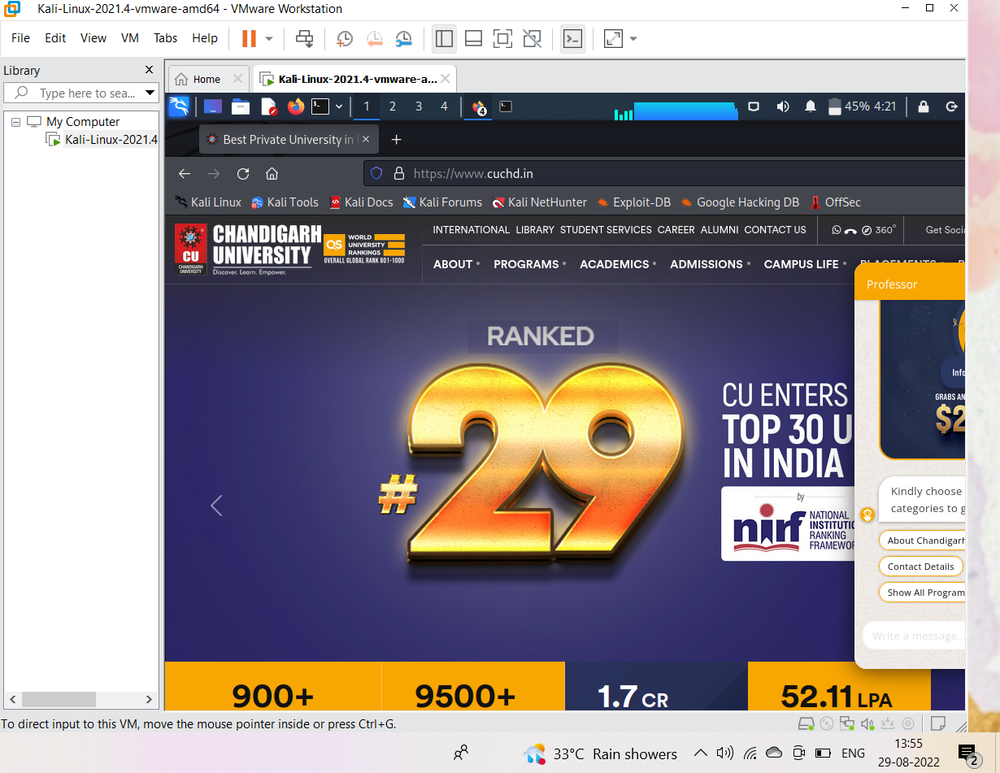 Kali-Linux-2021.4-vmware-amd64 - VMware Workstation
File Edit View VM Tabs Help
Library
Type here to sea...
My Computer
Kali-Linux-2021.4
Home
Kali-Linux-2021.4-vmware-a...
1 2 3 4
4
45% 4:21
Best Private University in
https://www.cuchd.in
Kali Linux Kali Tools Kali Docs Kali Forums Kali NetHunter Exploit-DB Google Hacking DB OffSec
CU
CHANDIGARH
UNIVERSITY
CHANDIGARH
UNIVERSITY
Discover. Learn. Empower.
QS
WORLD
UNIVERSITY
RANKINGS
OVERALL GLOBAL RANK 801-1000
INTERNATIONAL LIBRARY STUDENT SERVICES CAREER ALUMNI CONTACT US
360°
Get Socia
ABOUT PROGRAMS ACADEMICS ADMISSIONS CAMPUS LIFE PLACEMENTS
RANKED
#29
CU ENTERS
TOP 30 U
IN INDIA
by
nirf
NATIONAL
INSTITUTIO
RANKING
FRAMEWOR
Professor
Info
GRABS AN
$2
Kindly choose
categories to g
About Chandigarh
Contact Details
Show All Program
Write a message...
900+ 9500+ 1.7 CR 52.11 LPA
To direct input to this VM, move the mouse pointer inside or press Ctrl+G.
33°C Rain showers
ENG
13:55
29-08-2022
2